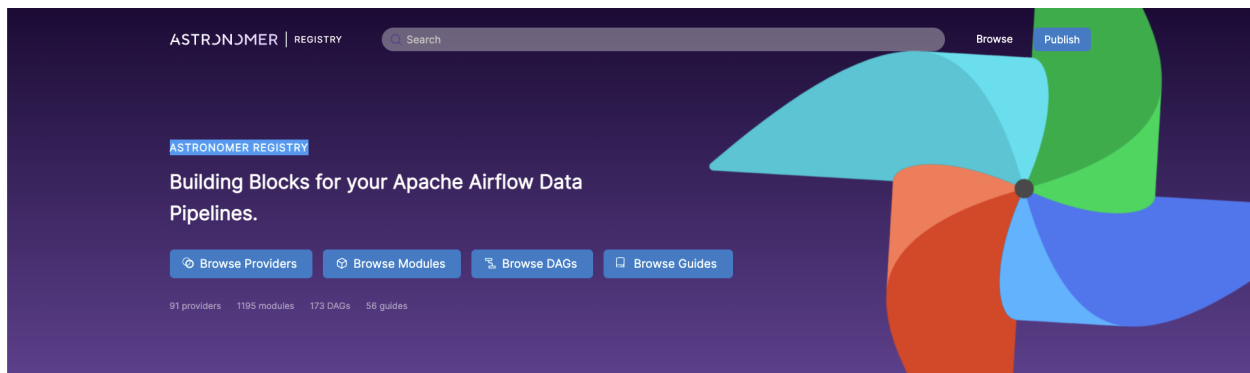 ASTRONOMER | REGISTRY
Search
Browse
Publish
ASTRONOMER REGISTRY
Building Blocks for your Apache Airflow Data
Pipelines.
Browse Providers
Browse Modules
Browse DAGs
Browse Guides
91 providers
1195 modules
173 DAGs
56 guides